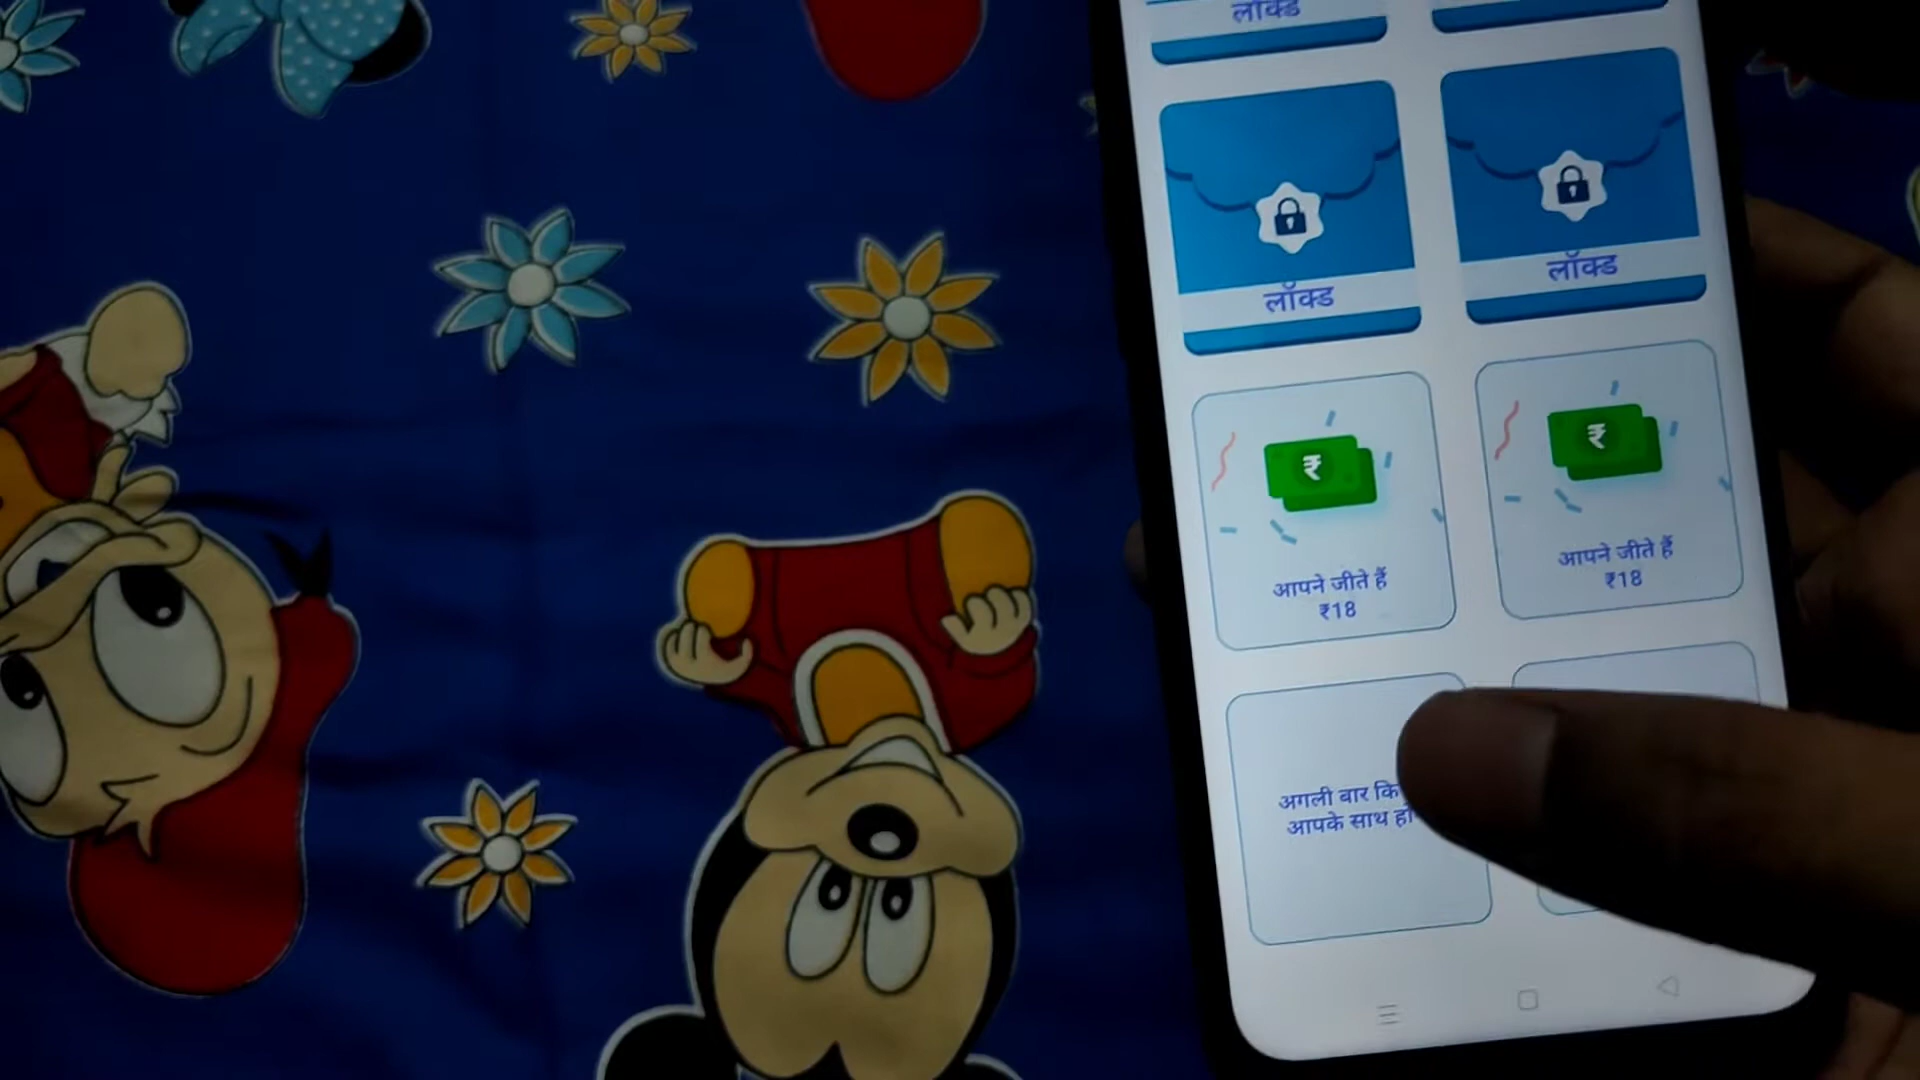 लॉक्ड
लॉक्ड
लॉक्ड
आपने जीते हैं
₹18
आपने जीते हैं
₹18
अगली बार
आपके साथ